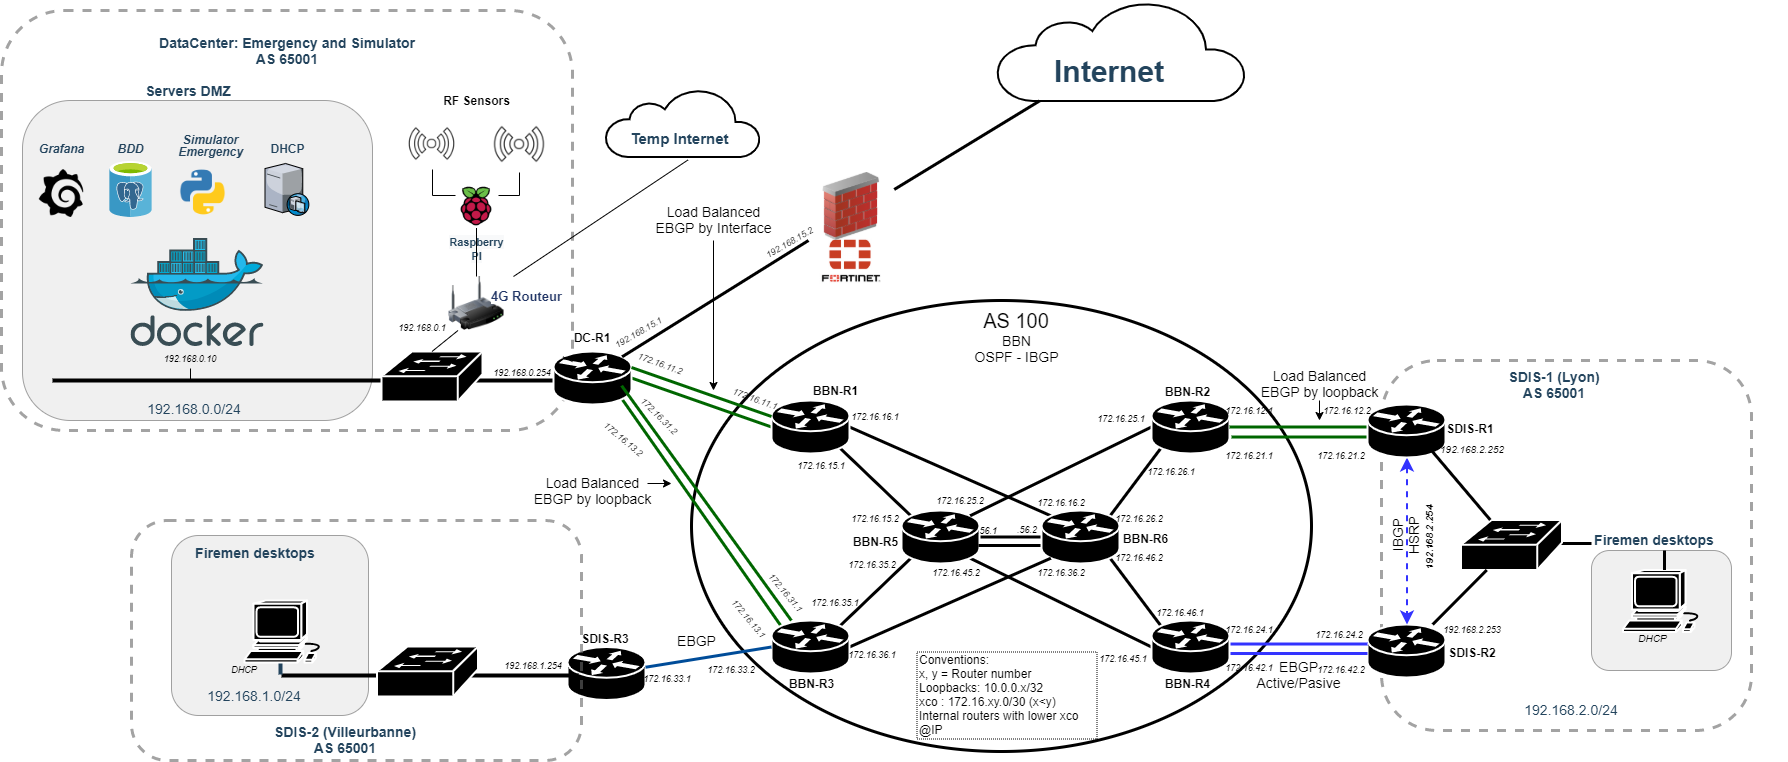 DataCenter: Emergency and Simulator
AS 65001
Servers DMZ
Grafana
BDD
Simulator
Emergency
DHCP
docker
192.168.0.10
192.168.0.0/24
RF Sensors
Raspberry
PI
4G Routeur
192.168.0.1
192.168.0.254
DC-R1
Temp Internet
Internet
FORTINET
192.168.15.2
192.168.15.1
Load Balanced
EBGP by Interface
172.16.11.2
172.16.11.1
172.16.31.2
172.16.13.2
Load Balanced
EBGP by loopback
172.16.31.1
172.16.13.1
AS 100
BBN
OSPF - IBGP
BBN-R1
172.16.16.1
172.16.15.1
BBN-R2
172.16.25.1
172.16.12.1
172.16.21.1
172.16.26.1
Load Balanced
EBGP by loopback
172.16.12.2
172.16.21.2
172.16.25.2
172.16.15.2
BBN-R5
172.16.35.2
172.16.45.2
56.1
56.2
172.16.16.2
172.16.26.2
BBN-R6
172.16.46.2
172.16.36.2
172.16.35.1
172.16.36.1
BBN-R3
172.16.46.1
172.16.45.1
BBN-R4
172.16.24.1
172.16.42.1
172.16.24.2
172.16.42.2
EBGP
Active/Pasive
Conventions:
x, y = Router number
Loopbacks: 10.0.0.x/32
xco : 172.16.xy.0/30 (x<y)
Internal routers with lower xco
@IP
SDIS-1 (Lyon)
AS 65001
SDIS-R1
192.168.2.252
IBGP
HSRP
192.168.2.254
192.168.2.253
SDIS-R2
Firemen desktops
DHCP
192.168.2.0/24
Firemen desktops
DHCP
192.168.1.0/24
192.168.1.254
SDIS-R3
EBGP
172.16.33.2
172.16.33.1
SDIS-2 (Villeurbanne)
AS 65001